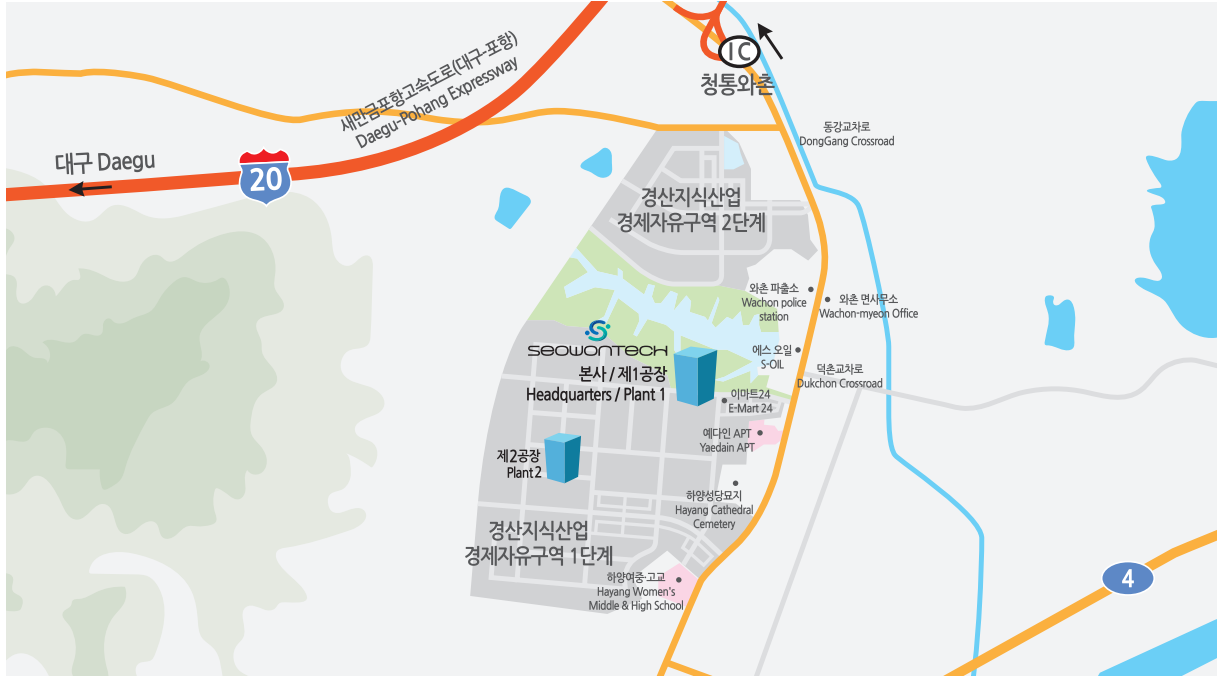 IC
청통와촌
새만금포항고속도로(대구-포항)
Daegu-Pohang Expressway
동강교차로
DongGang Crossroad
대구 Daegu
20
경산지식산업
경제자유구역 2단계
와촌 파출소
Wachon police
station
와촌 면사무소
Wachon-myeon Office
SEOWONTECH
본사 / 제1공장
Headquarters / Plant 1
에스 오일
S-OIL
덕촌교차로
Dukchon Crossroad
이마트24
E-Mart 24
예다인 APT
Yaedain APT
제2공장
Plant 2
하양성당묘지
Hayang Cathedral
Cemetery
경산지식산업
경제자유구역 1단계
하양여중·고교
Hayang Women's
Middle & High School
4